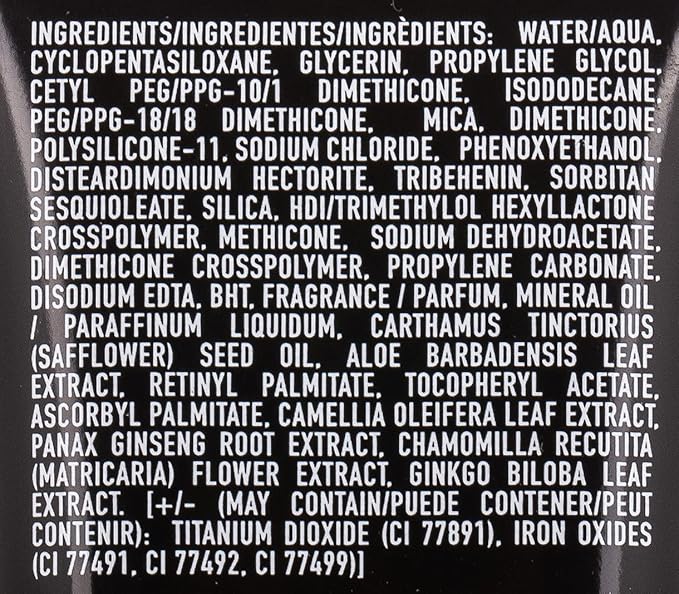 INGREDIENTS/INGREDIENTES/INGRÈDIENTS: WATER/AQUA,
CYCLOPENTASILOXANE, GLYCERIN, PROPYLENE GLYCOL,
CETYL PEG/PPG-10/1 DIMETHICONE, ISODODECANE,
PEG/PPG-18/18 DIMETHICONE, MICA, DIMETHICONE,
POLYSILICONE-11, SODIUM CHLORIDE, PHENOXYETHANOL,
DISTEARDIMONIUM HECTORITE, TRIBEHENIN, SORBITAN
SESQUIOLEATE, SILICA, HDI/TRIMETHYLOL HEXYLLACTONE
CROSSPOLYMER, METHICONE, SODIUM DEHYDROACETATE,
DIMETHICONE CROSSPOLYMER, PROPYLENE CARBONATE,
DISODIUM EDTA, BHT, FRAGRANCE / PARFUM, MINERAL OIL
/ PARAFFINUM LIQUIDUM, CARTHAMUS TINCTORIUS
(SAFFLOWER) SEED OIL, ALOE BARBADENSIS LEAF
EXTRACT, RETINYL PALMITATE, TOCOPHERYL ACETATE,
ASCORBYL PALMITATE, CAMELLIA OLEIFERA LEAF EXTRACT,
PANAX GINSENG ROOT EXTRACT, CHAMOMILLA RECUTITA
(MATRICARIA) FLOWER EXTRACT, GINKGO BILOBA LEAF
EXTRACT. [+/- (MAY CONTAIN/PUEDE CONTENER/PEUT
CONTENIR): TITANIUM DIOXIDE (CI 77891), IRON OXIDES
(CI 77491, CI 77492, CI 77499)]